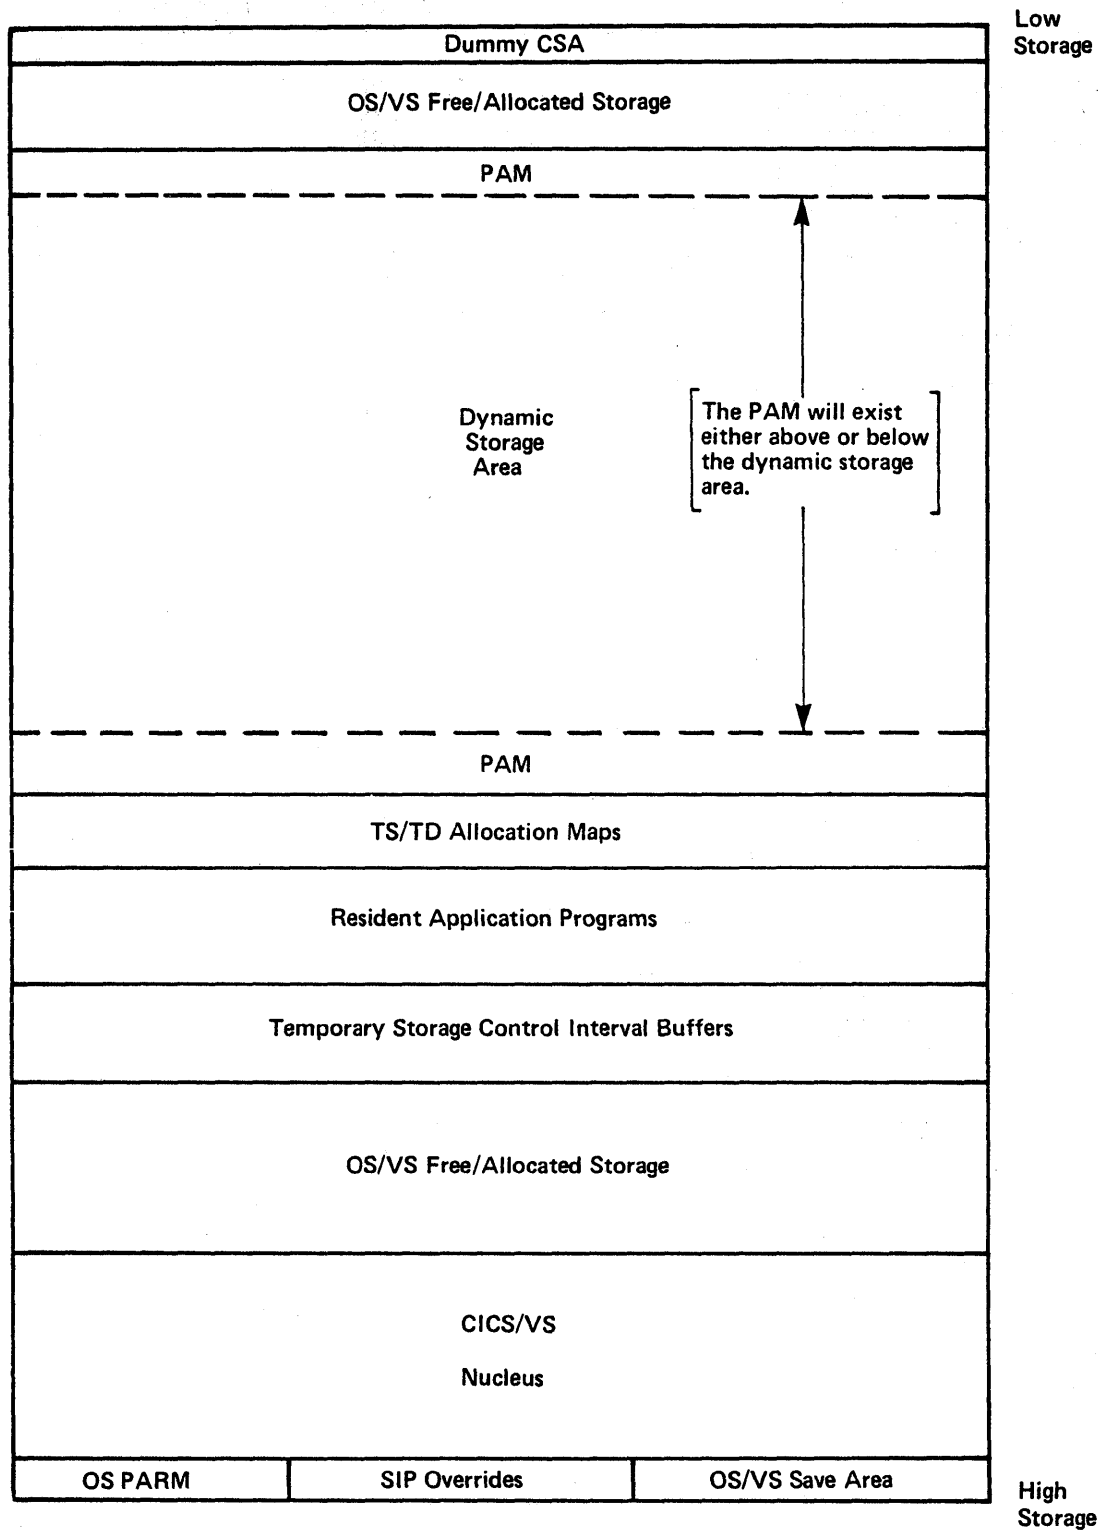 Low
Storage
Dummy CSA
OS/VS Free/Allocated Storage
PAM
Dynamic
Storage
Area
The PAM will exist
either above or below
the dynamic storage
area.
PAM
TS/TD Allocation Maps
Resident Application Programs
Temporary Storage Control Interval Buffers
OS/VS Free/Allocated Storage
CICS/VS
Nucleus
OS PARM
SIP Overrides
OS/VS Save Area
High
Storage